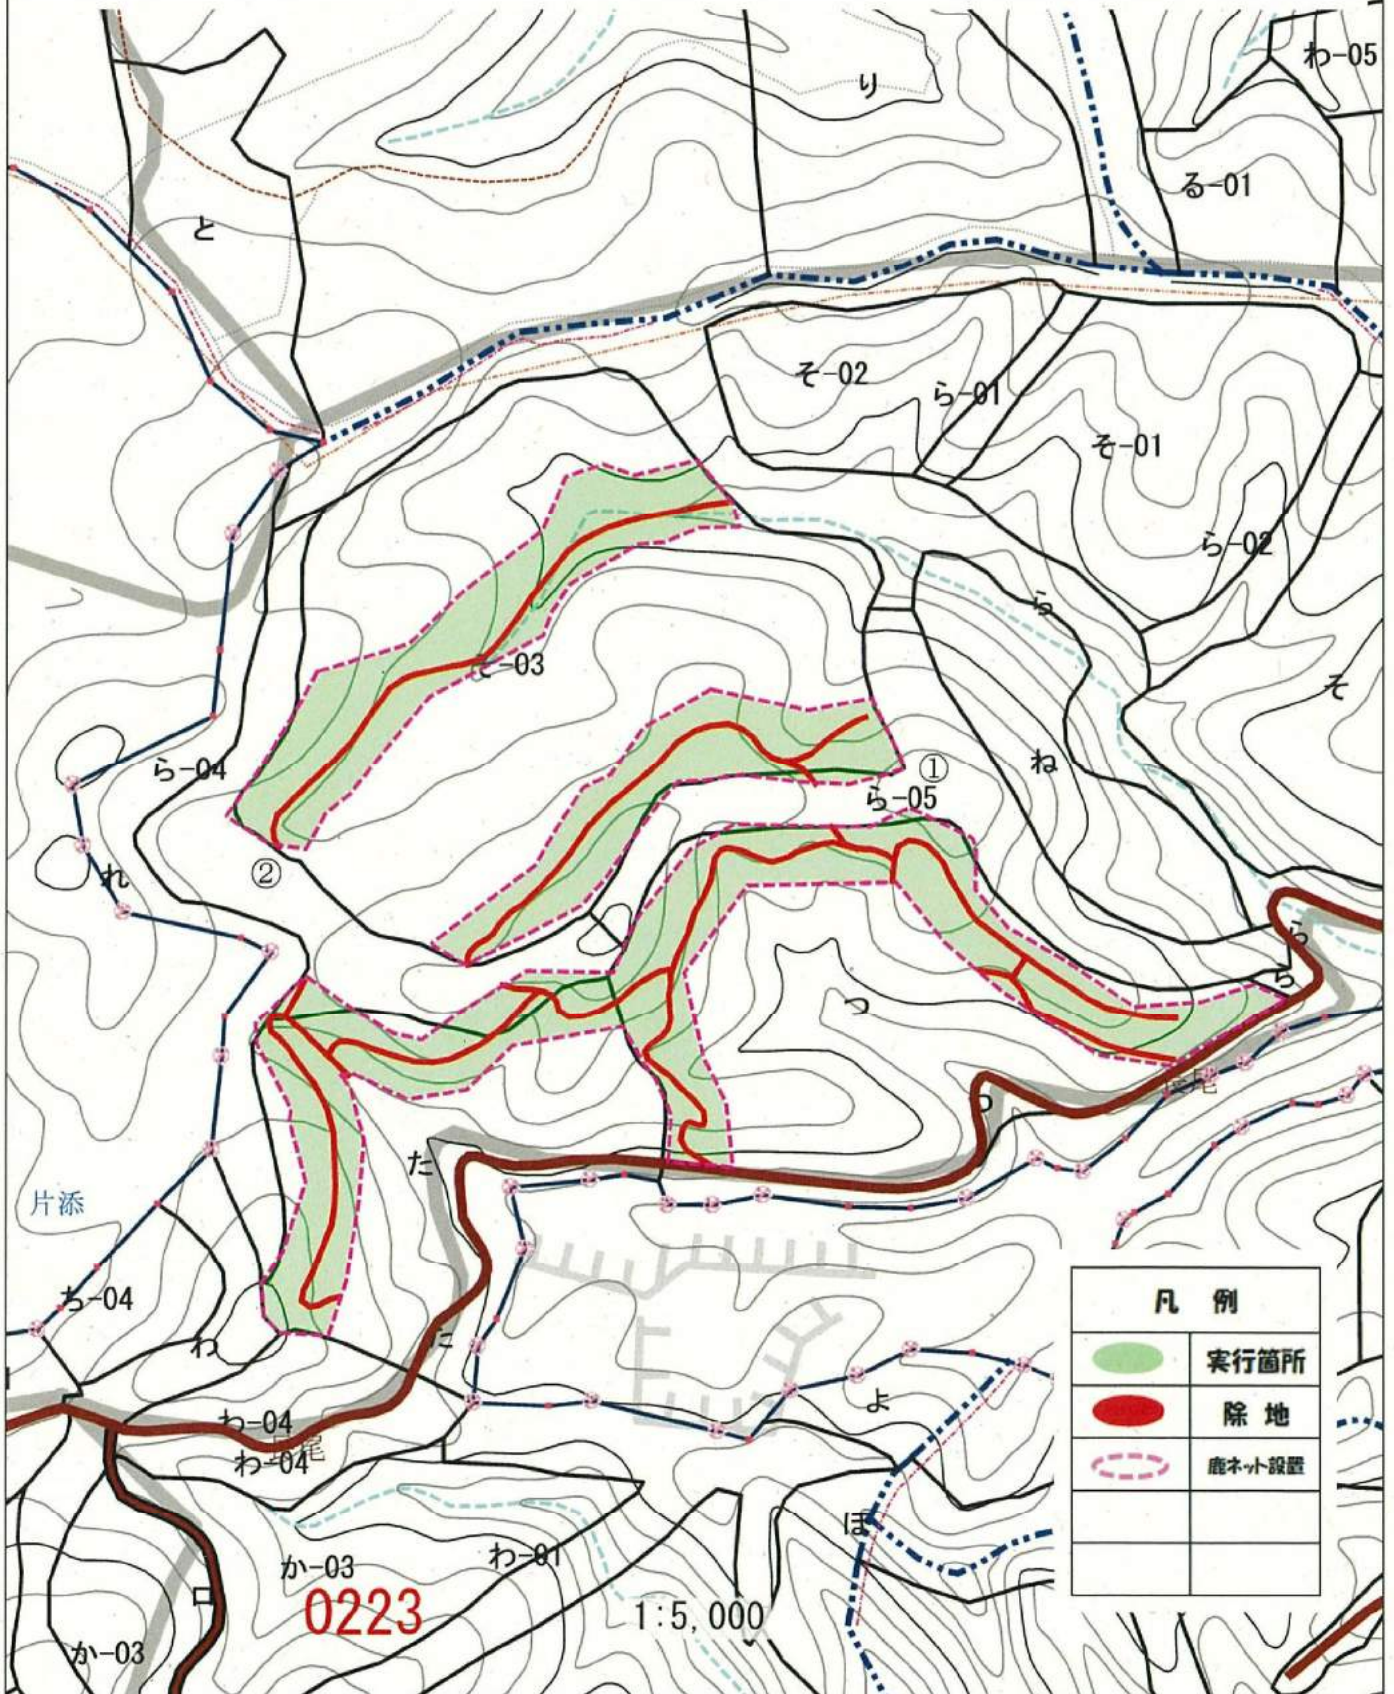 わ-05
り
る-01
と
そ-02
ら-01
そ-01
ら-02
ら
そ-03
そ
ね
ら-04
①
ら-05
れ
②
ら
ら
つ
つ
た
片添
ち-04
わ
た
凡 例
実行箇所
除 地
鹿ネット設置
よ
わ-04
わ-04
ほ
か-03
わ-01
ロ
0223
1:5,000
か-03